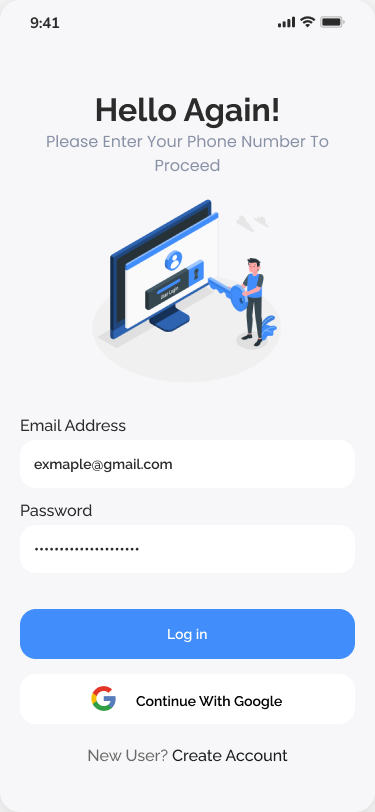 9:41
Hello Again!
Please Enter Your Phone Number To
Proceed
User Login
Email Address
exmaple@gmail.com
Password
•••••••••••••••••••••
Log in
Continue With Google
New User? Create Account